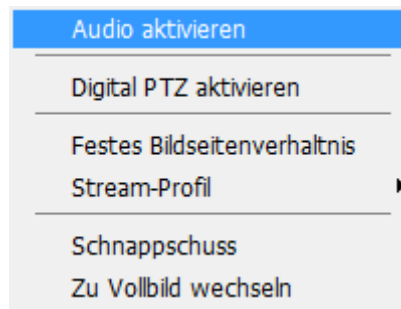 Audio aktivieren
Digital PTZ aktivieren
Festes Bildseitenverhaltnis
Stream-Profil
Schnappschuss
Zu Vollbild wechseln